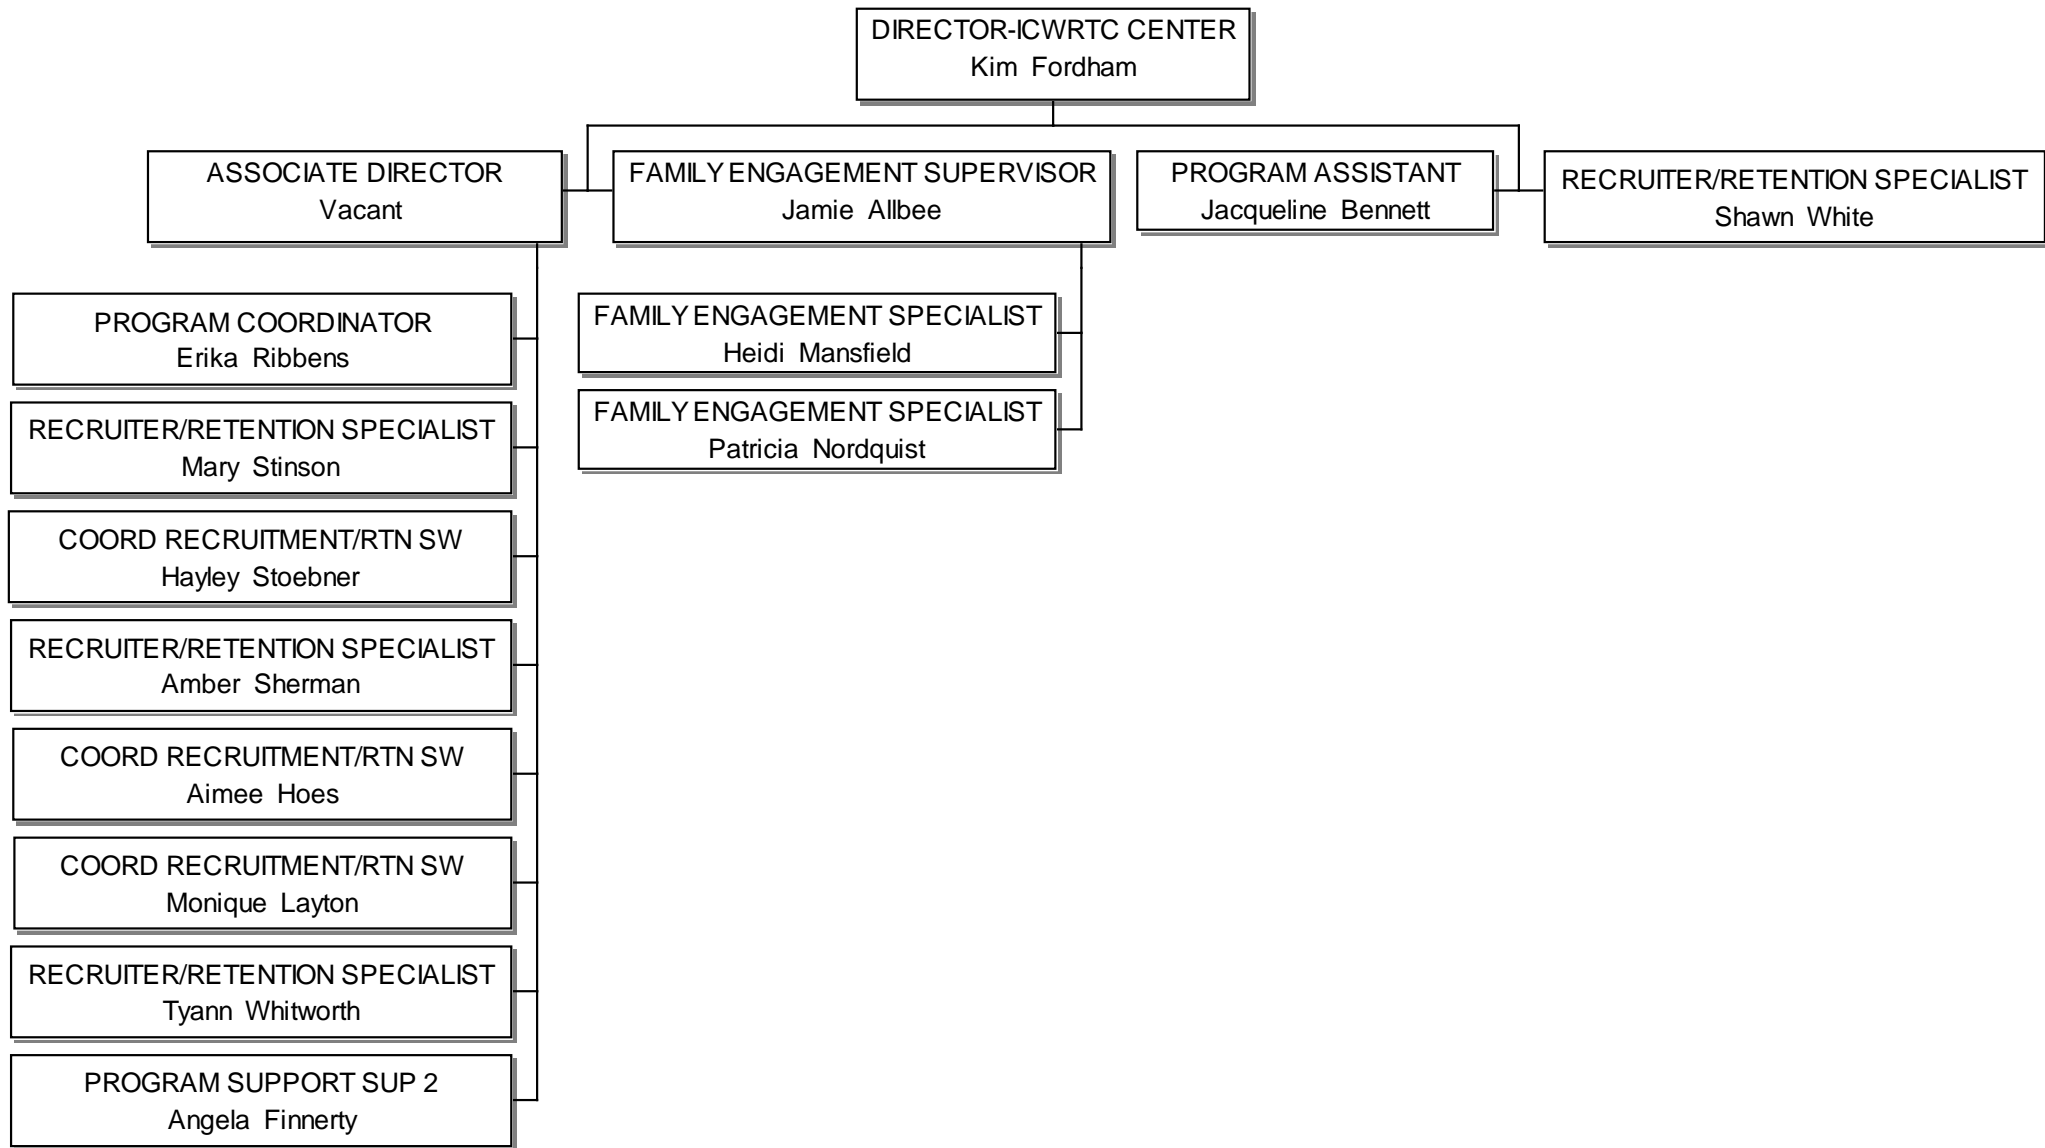 DIRECTOR-ICWRTC CENTER
Kim Fordham
ASSOCIATE DIRECTOR
Vacant
FAMILY ENGAGEMENT SUPERVISOR
Jamie Allbee
PROGRAM ASSISTANT
Jacqueline Bennett
RECRUITER/RETENTION SPECIALIST
Shawn White
PROGRAM COORDINATOR
Erika Ribbens
RECRUITER/RETENTION SPECIALIST
Mary Stinson
COORD RECRUITMENT/RTN SW
Hayley Stoebner
RECRUITER/RETENTION SPECIALIST
Amber Sherman
COORD RECRUITMENT/RTN SW
Aimee Hoes
COORD RECRUITMENT/RTN SW
Monique Layton
RECRUITER/RETENTION SPECIALIST
Tyann Whitworth
PROGRAM SUPPORT SUP 2
Angela Finnerty
FAMILY ENGAGEMENT SPECIALIST
Heidi Mansfield
FAMILY ENGAGEMENT SPECIALIST
Patricia Nordquist